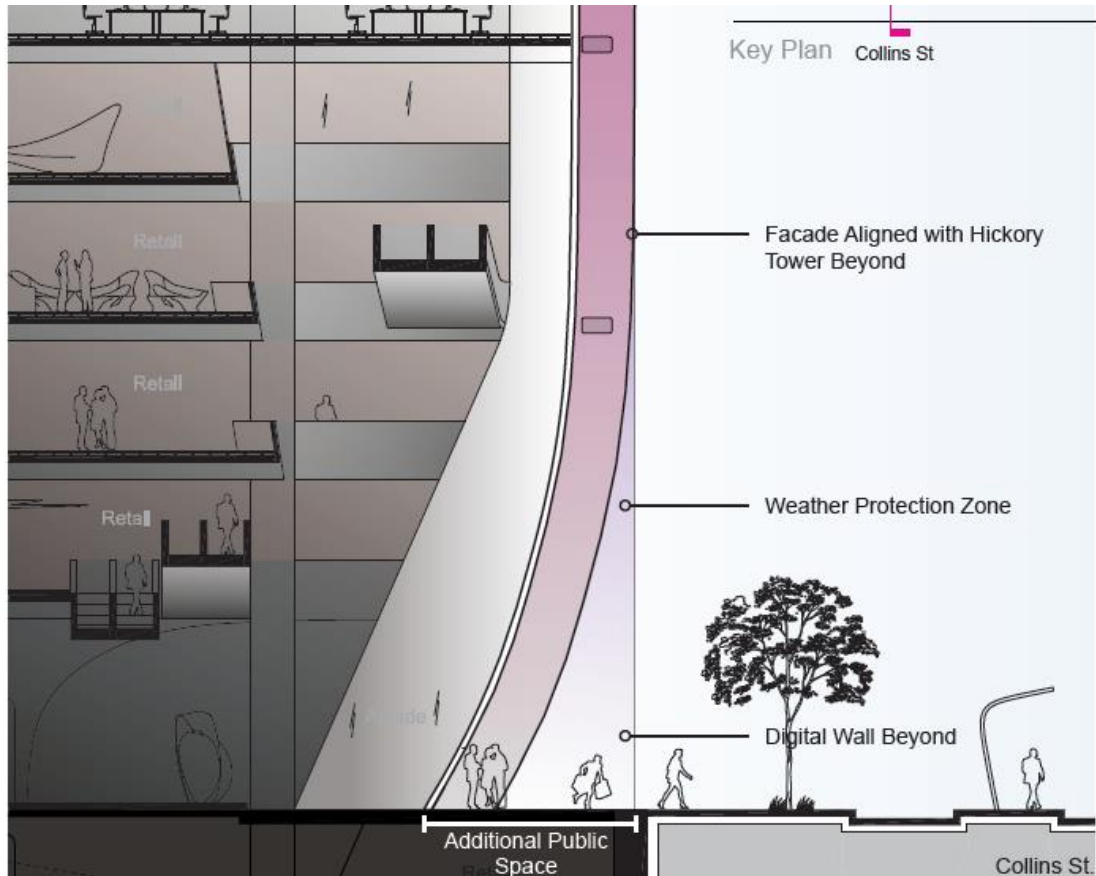 Key Plan
Collins St
Retail
Facade Aligned with Hickory
Tower Beyond
Retail
Weather Protection Zone
Retail
Arcade
Digital Wall Beyond
Additional Public
Space
Collins St.